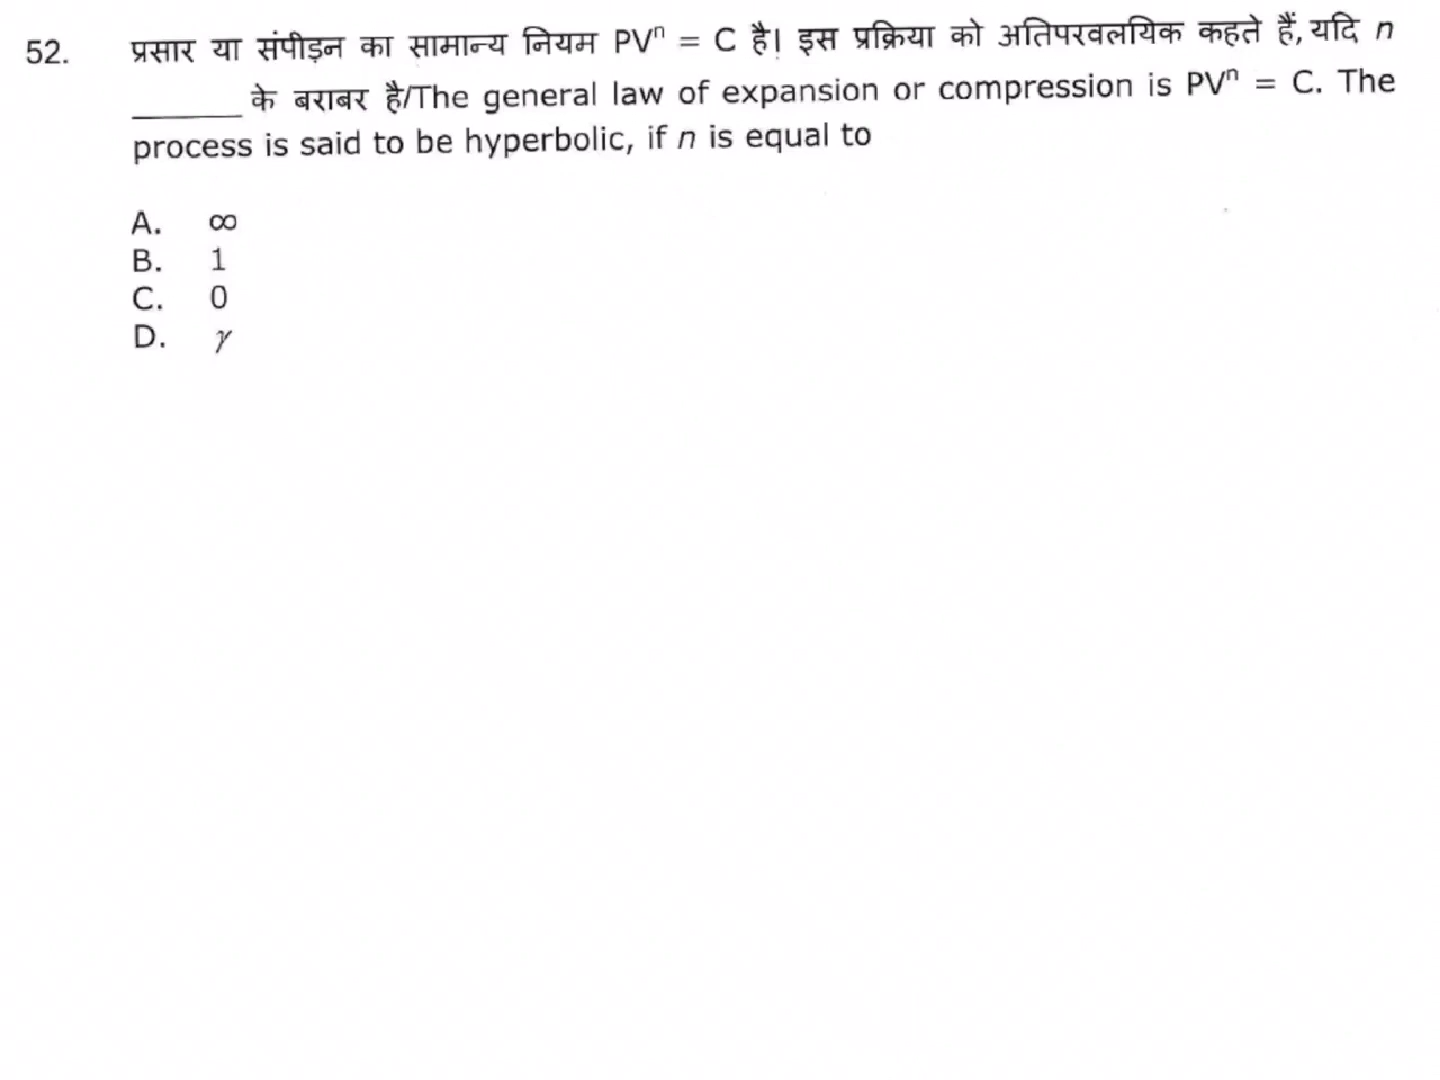 52. प्रसार या संपीड़न का सामान्य नियम PVⁿ = C है। इस प्रक्रिया को अतिपरवलयिक कहते हैं, यदि n
______ के बराबर है/The general law of expansion or compression is PVⁿ = C. The
process is said to be hyperbolic, if n is equal to
A. ∞
B. 1
C. 0
D. γ